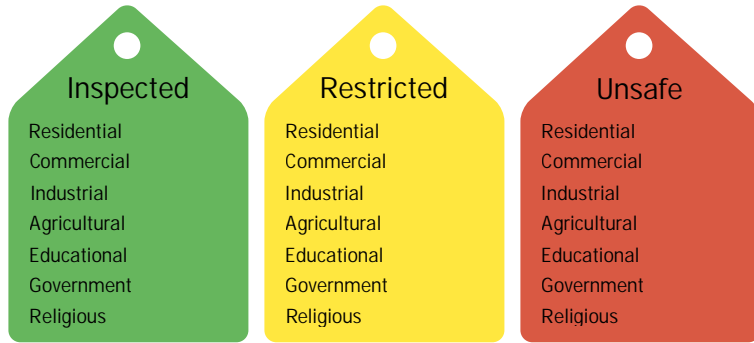 Inspected
Residential
Commercial
Industrial
Agricultural
Educational
Government
Religious
Restricted
Residential
Commercial
Industrial
Agricultural
Educational
Government
Religious
Unsafe
Residential
Commercial
Industrial
Agricultural
Educational
Government
Religious